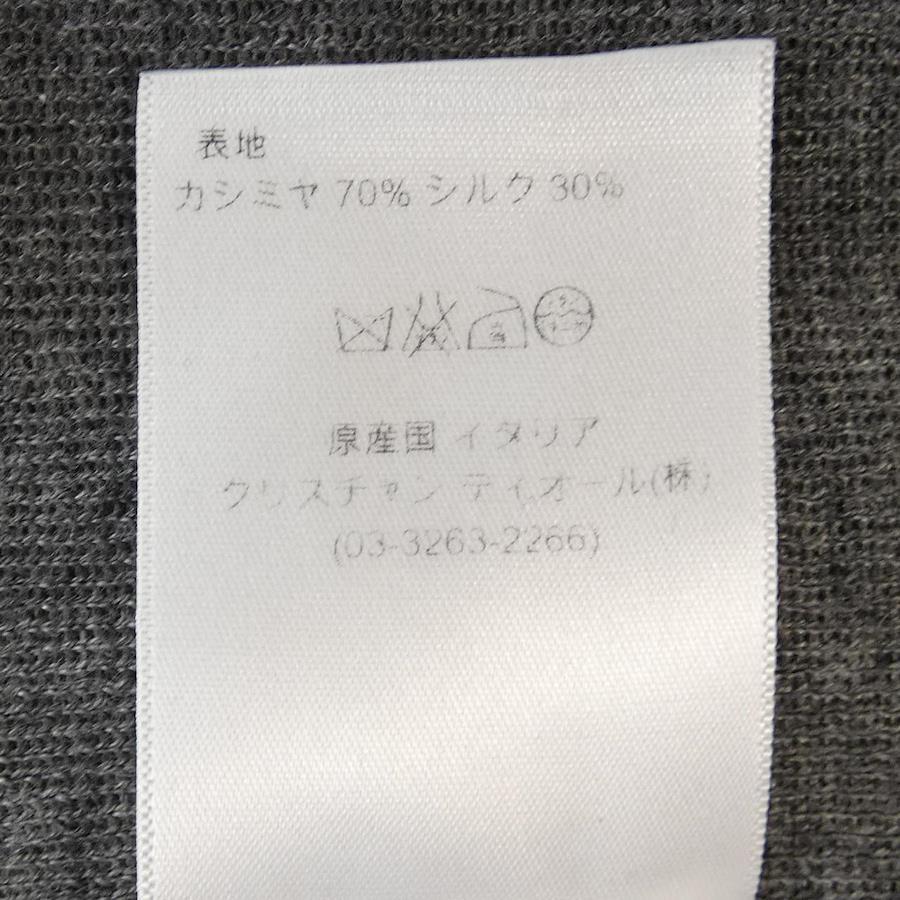 表地
カシミヤ 70% シルク 30%
原産国 イタリア
クリスチャン ディオール(株)
(03-3263-2266)